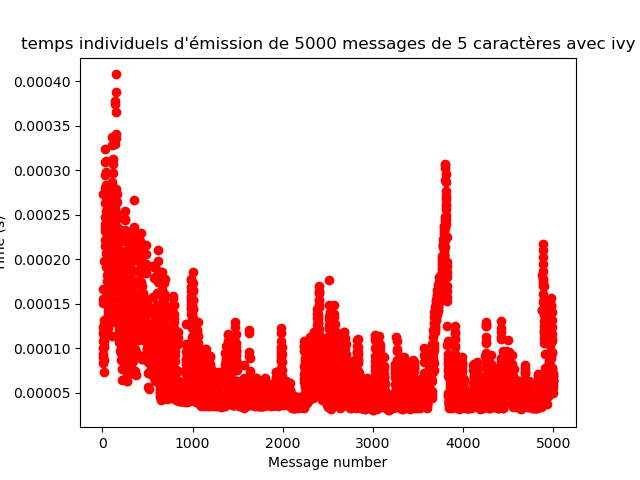 temps individuels d'émission de 5000 messages de 5 caractères avec ivy
0.00040
0.00035
0.00030
0.00025
0.00020
0.00015
0.00010
0.00005
Time (s)
0 1000 2000 3000 4000 5000
Message number